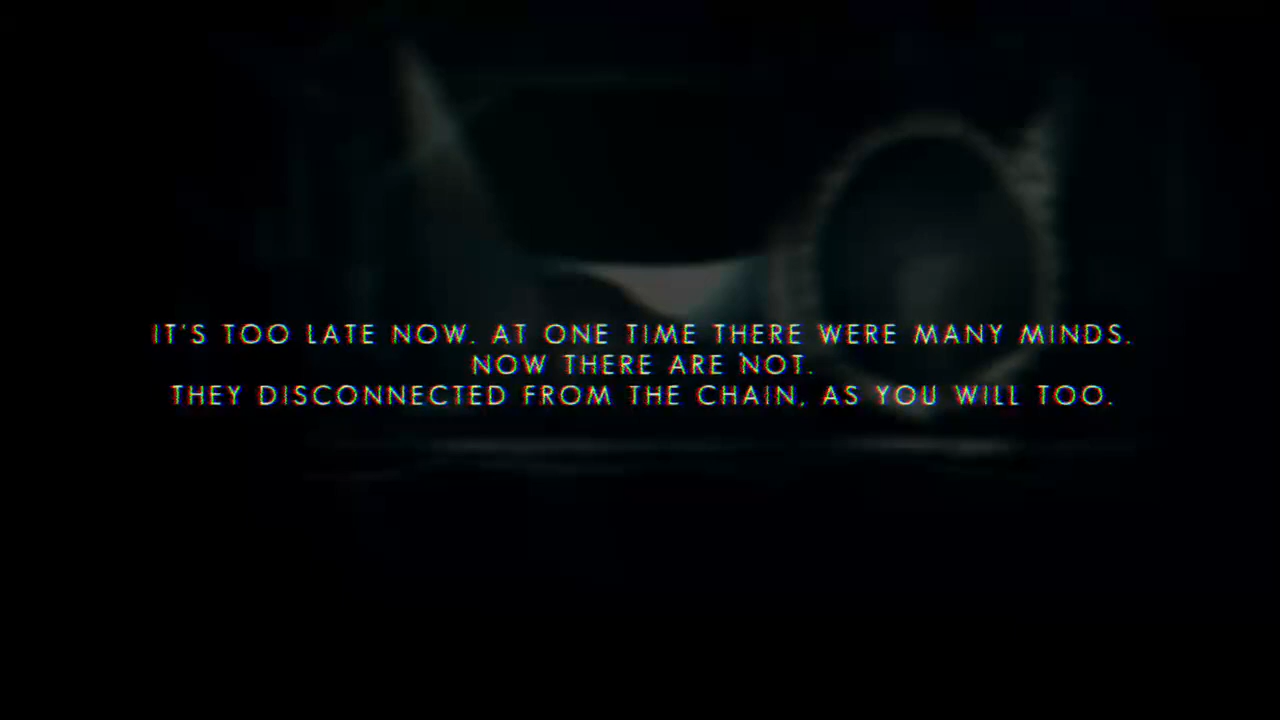 IT'S TOO LATE NOW. AT ONE TIME THERE WERE MANY MINDS.
NOW THERE ARE NOT.
THEY DISCONNECTED FROM THE CHAIN, AS YOU WILL TOO.